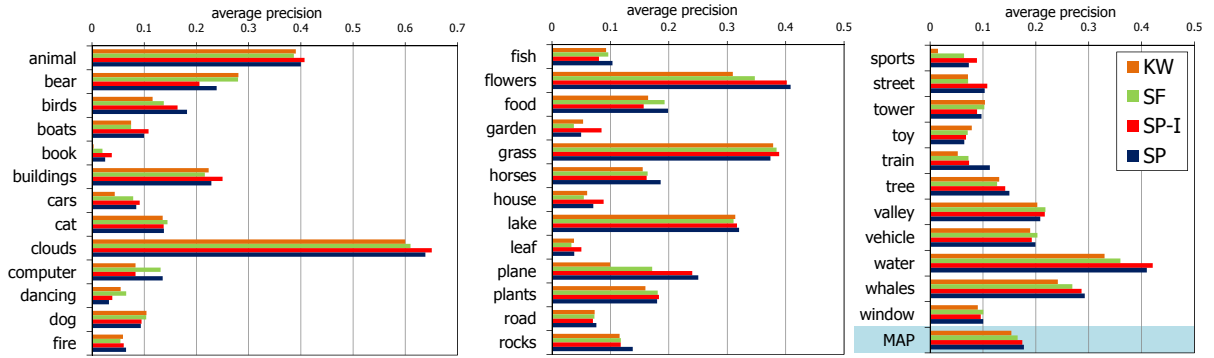 average precision
0 0.1 0.2 0.3 0.4 0.5 0.6 0.7
animal
bear
birds
boats
book
buildings
cars
cat
clouds
computer
dancing
dog
fire
average precision
0 0.1 0.2 0.3 0.4 0.5
fish
flowers
food
garden
grass
horses
house
lake
leaf
plane
plants
road
rocks
average precision
0 0.1 0.2 0.3 0.4 0.5
sports
street
tower
toy
train
tree
valley
vehicle
water
whales
window
MAP
KW
SF
SP-I
SP